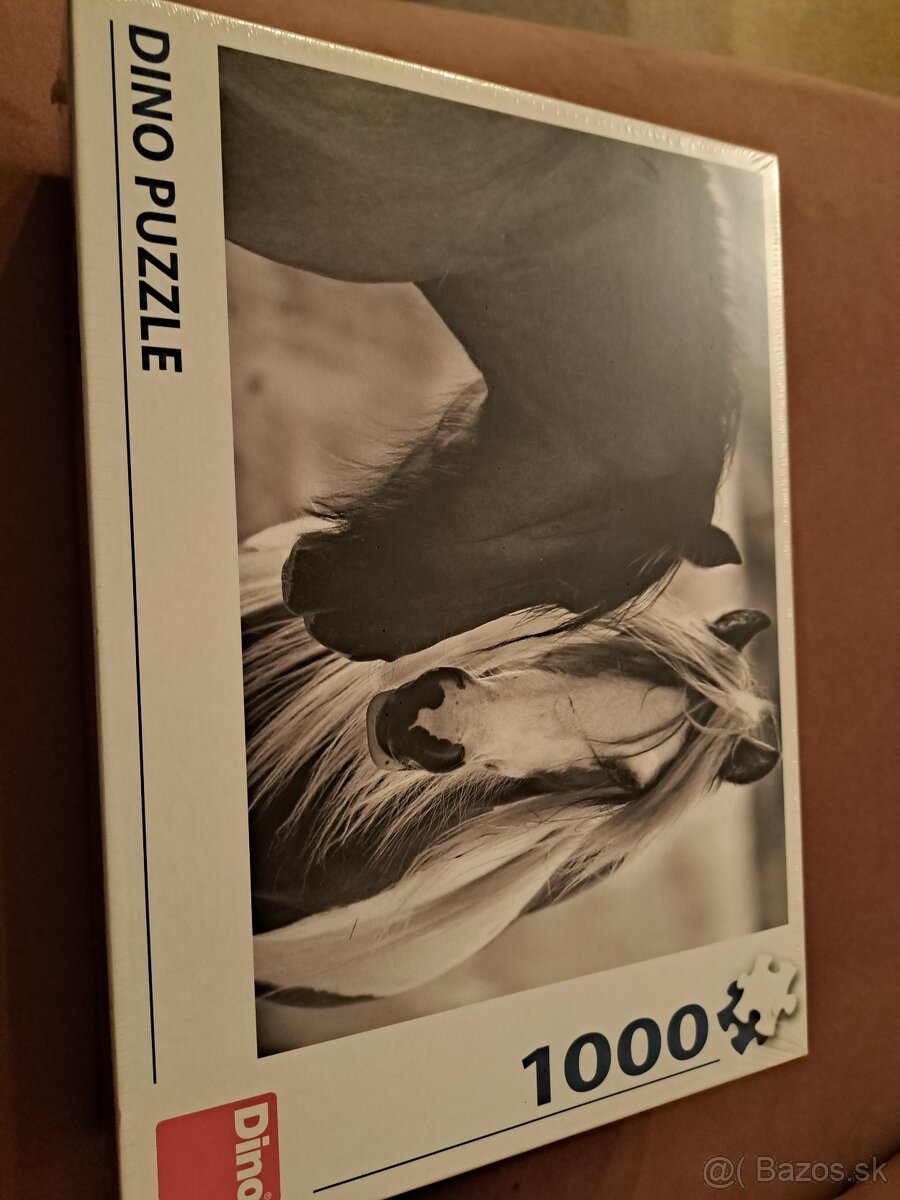 DINO PUZZLE
1000
Dino®
@( Bazos.sk